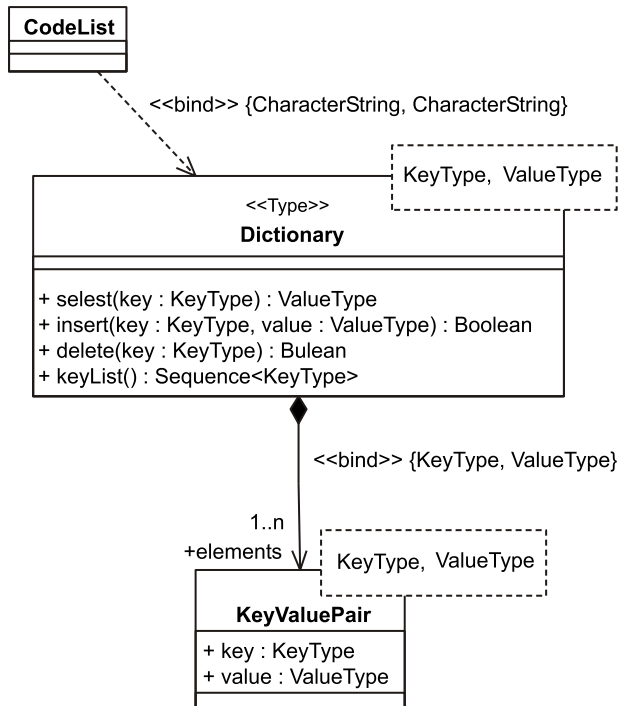 CodeList
<<bind>> {CharacterString, CharacterString}
KeyType, ValueType
<<Type>>
Dictionary
+ selest(key : KeyType) : ValueType
+ insert(key : KeyType, value : ValueType) : Boolean
+ delete(key : KeyType) : Bulean
+ keyList() : Sequence<KeyType>
<<bind>> {KeyType, ValueType}
1..n
+elements
KeyType, ValueType
KeyValuePair
+ key : KeyType
+ value : ValueType